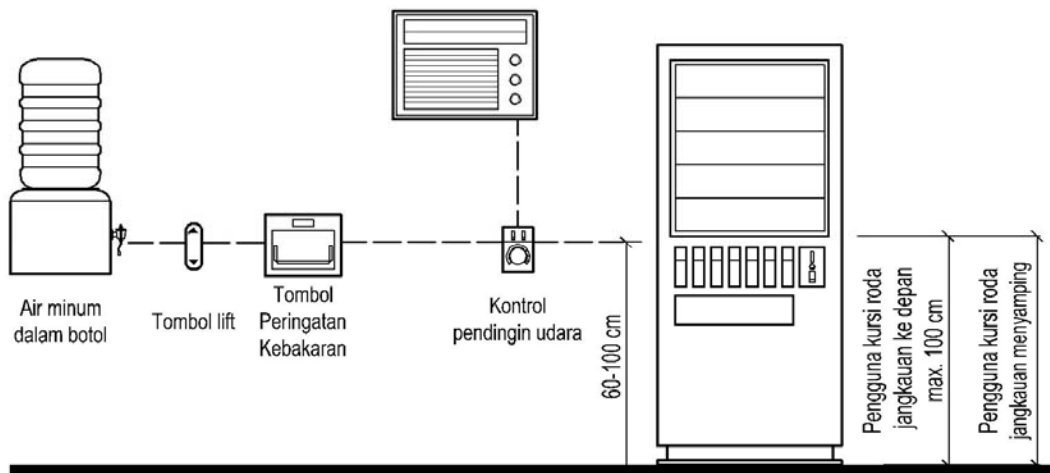 Air minum
dalam botol
Tombol lift
Tombol
Peringatan
Kebakaran
Kontrol
pendingin udara
60-100 cm
Pengguna kursi roda
jangkauan ke depan
max. 100 cm
Pengguna kursi roda
jangkauan menyamping